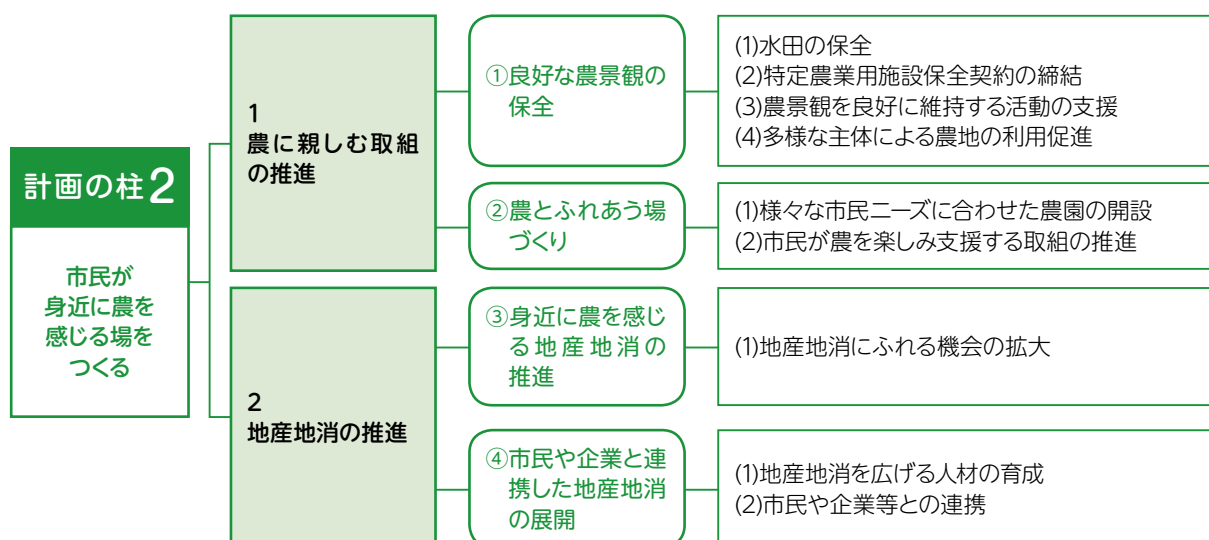 計画の柱2
市民が
身近に農を
感じる場を
つくる
1
農に親しむ取組
の推進
①良好な農景観の
保全
(1)水田の保全
(2)特定農業用施設保全契約の締結
(3)農景観を良好に維持する活動の支援
(4)多様な主体による農地の利用促進
②農とふれあう場
づくり
(1)様々な市民ニーズに合わせた農園の開設
(2)市民が農を楽しみ支援する取組の推進
2
地産地消の推進
③身近に農を感じ
る地産地消の
推進
(1)地産地消にふれる機会の拡大
④市民や企業と連
携した地産地消
の展開
(1)地産地消を広げる人材の育成
(2)市民や企業等との連携